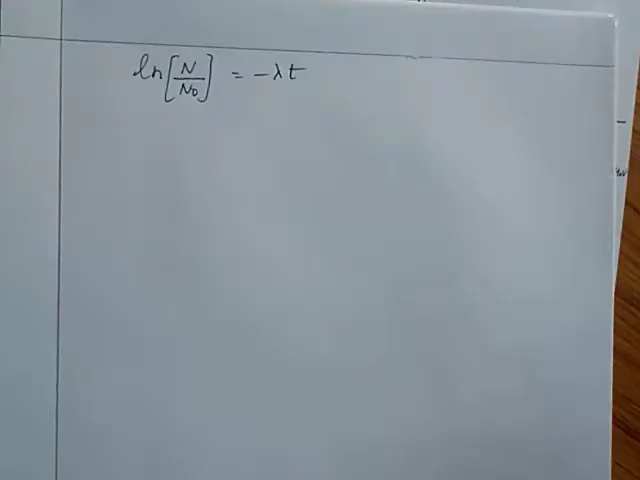 ln[N/N₀] = -λt